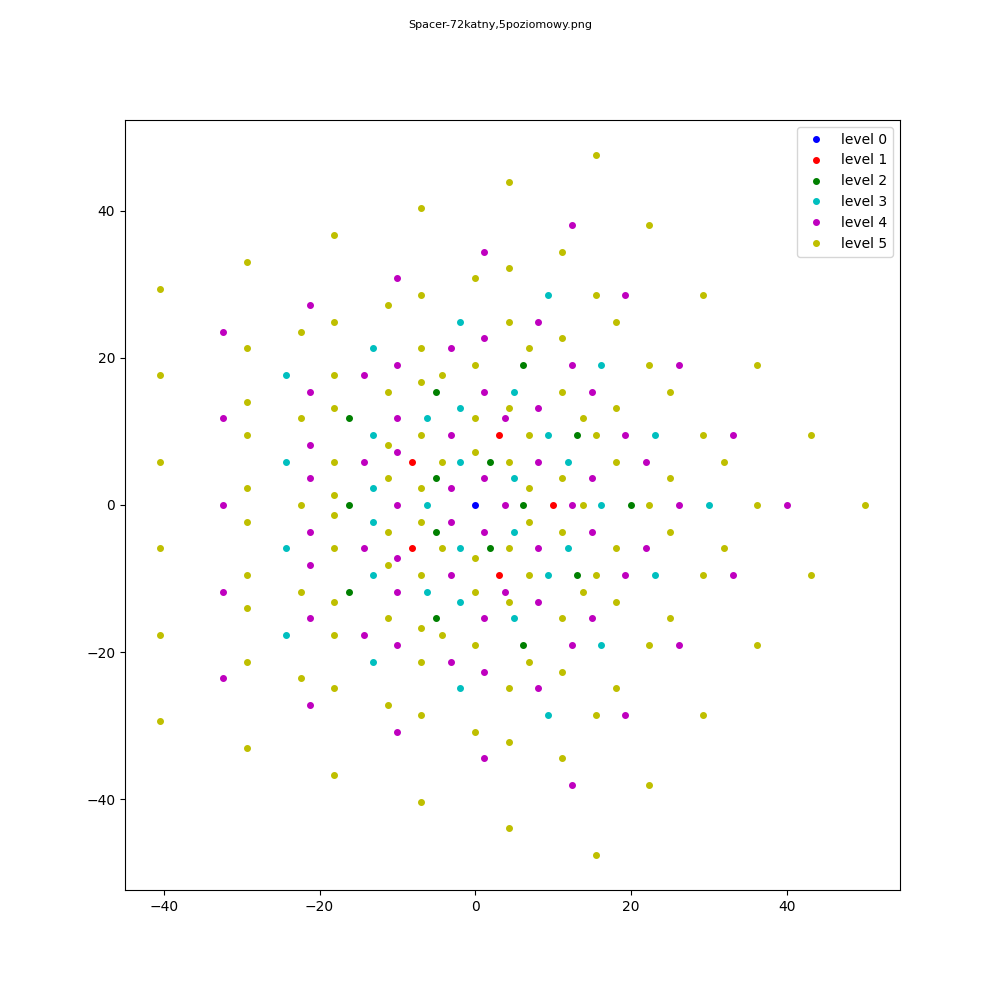 Spacer-72katny,5poziomowy.png
level 0
level 1
level 2
level 3
level 4
level 5
40
20
0
−20
−40
−40 −20 0 20 40